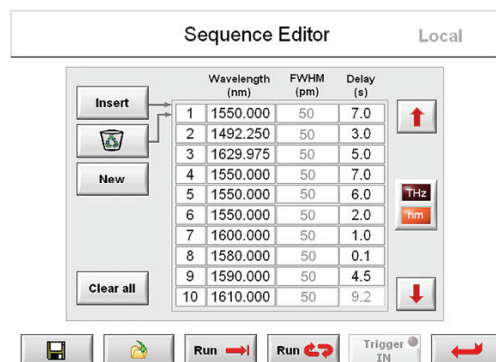 Sequence Editor
Local
Wavelength (nm) FWHM (pm) Delay (s)
Insert
1 1550.000 50 7.0
2 1492.250 50 3.0
3 1629.975 50 5.0
New
4 1550.000 50 7.0
5 1550.000 50 6.0
THz
6 1550.000 50 2.0
nm
7 1600.000 50 1.0
8 1580.000 50 0.1
Clear all
9 1590.000 50 4.5
10 1610.000 50 9.2
Run
Run
Trigger
IN